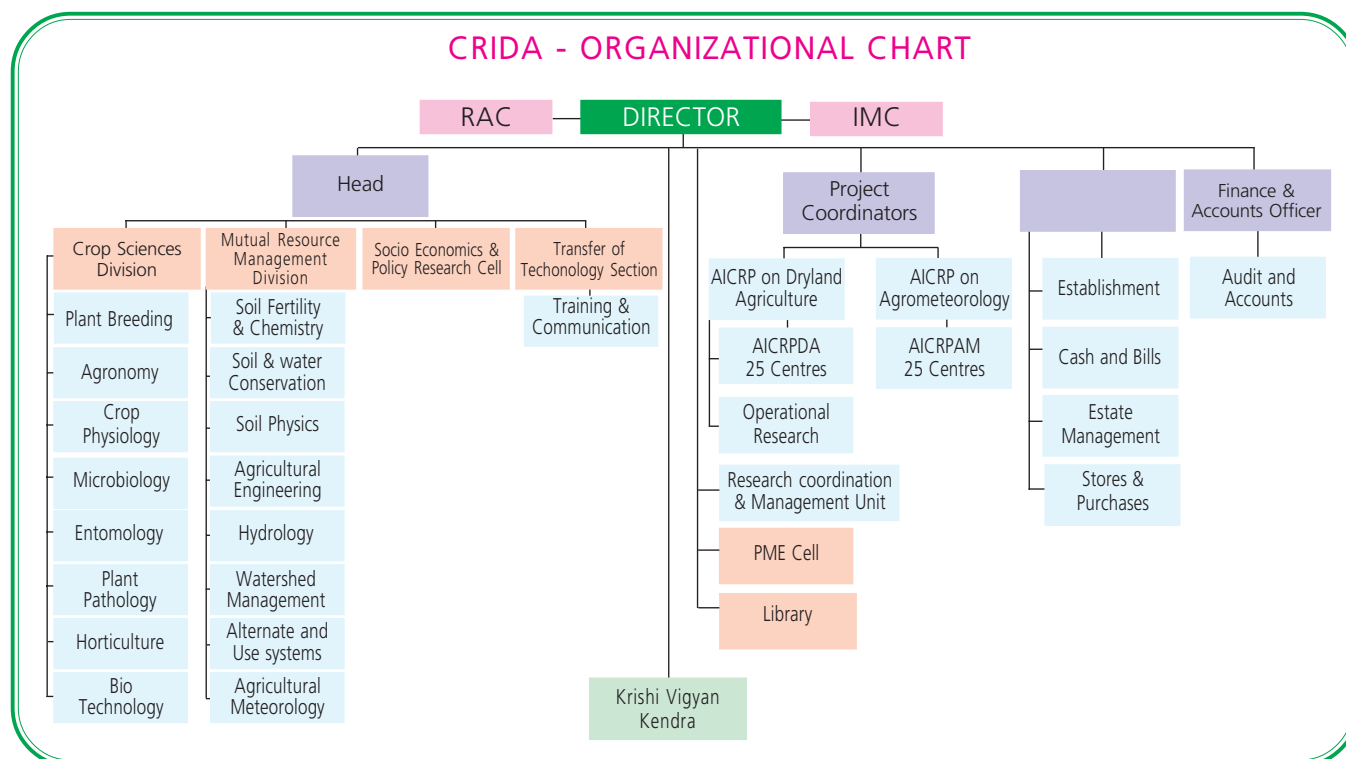 CRIDA - ORGANIZATIONAL CHART
RAC
DIRECTOR
IMC
Head
Project
Coordinators
Finance &
Accounts Officer
Crop Sciences
Division
Plant Breeding
Agronomy
Crop
Physiology
Microbiology
Entomology
Plant
Pathology
Horticulture
Bio
Technology
Mutual Resource
Management
Division
Soil Fertility
& Chemistry
Soil & water
Conservation
Soil Physics
Agricultural
Engineering
Hydrology
Watershed
Management
Alternate and
Use systems
Agricultural
Meteorology
Socio Economics &
Policy Research Cell
Transfer of
Techonology Section
Training &
Communication
Krishi Vigyan
Kendra
AICRP on Dryland
Agriculture
AICRPDA
25 Centres
Operational
Research
AICRP on
Agrometeorology
AICRPAM
25 Centres
Research coordination
& Management Unit
PME Cell
Library
Establishment
Cash and Bills
Estate
Management
Stores &
Purchases
Audit and
Accounts